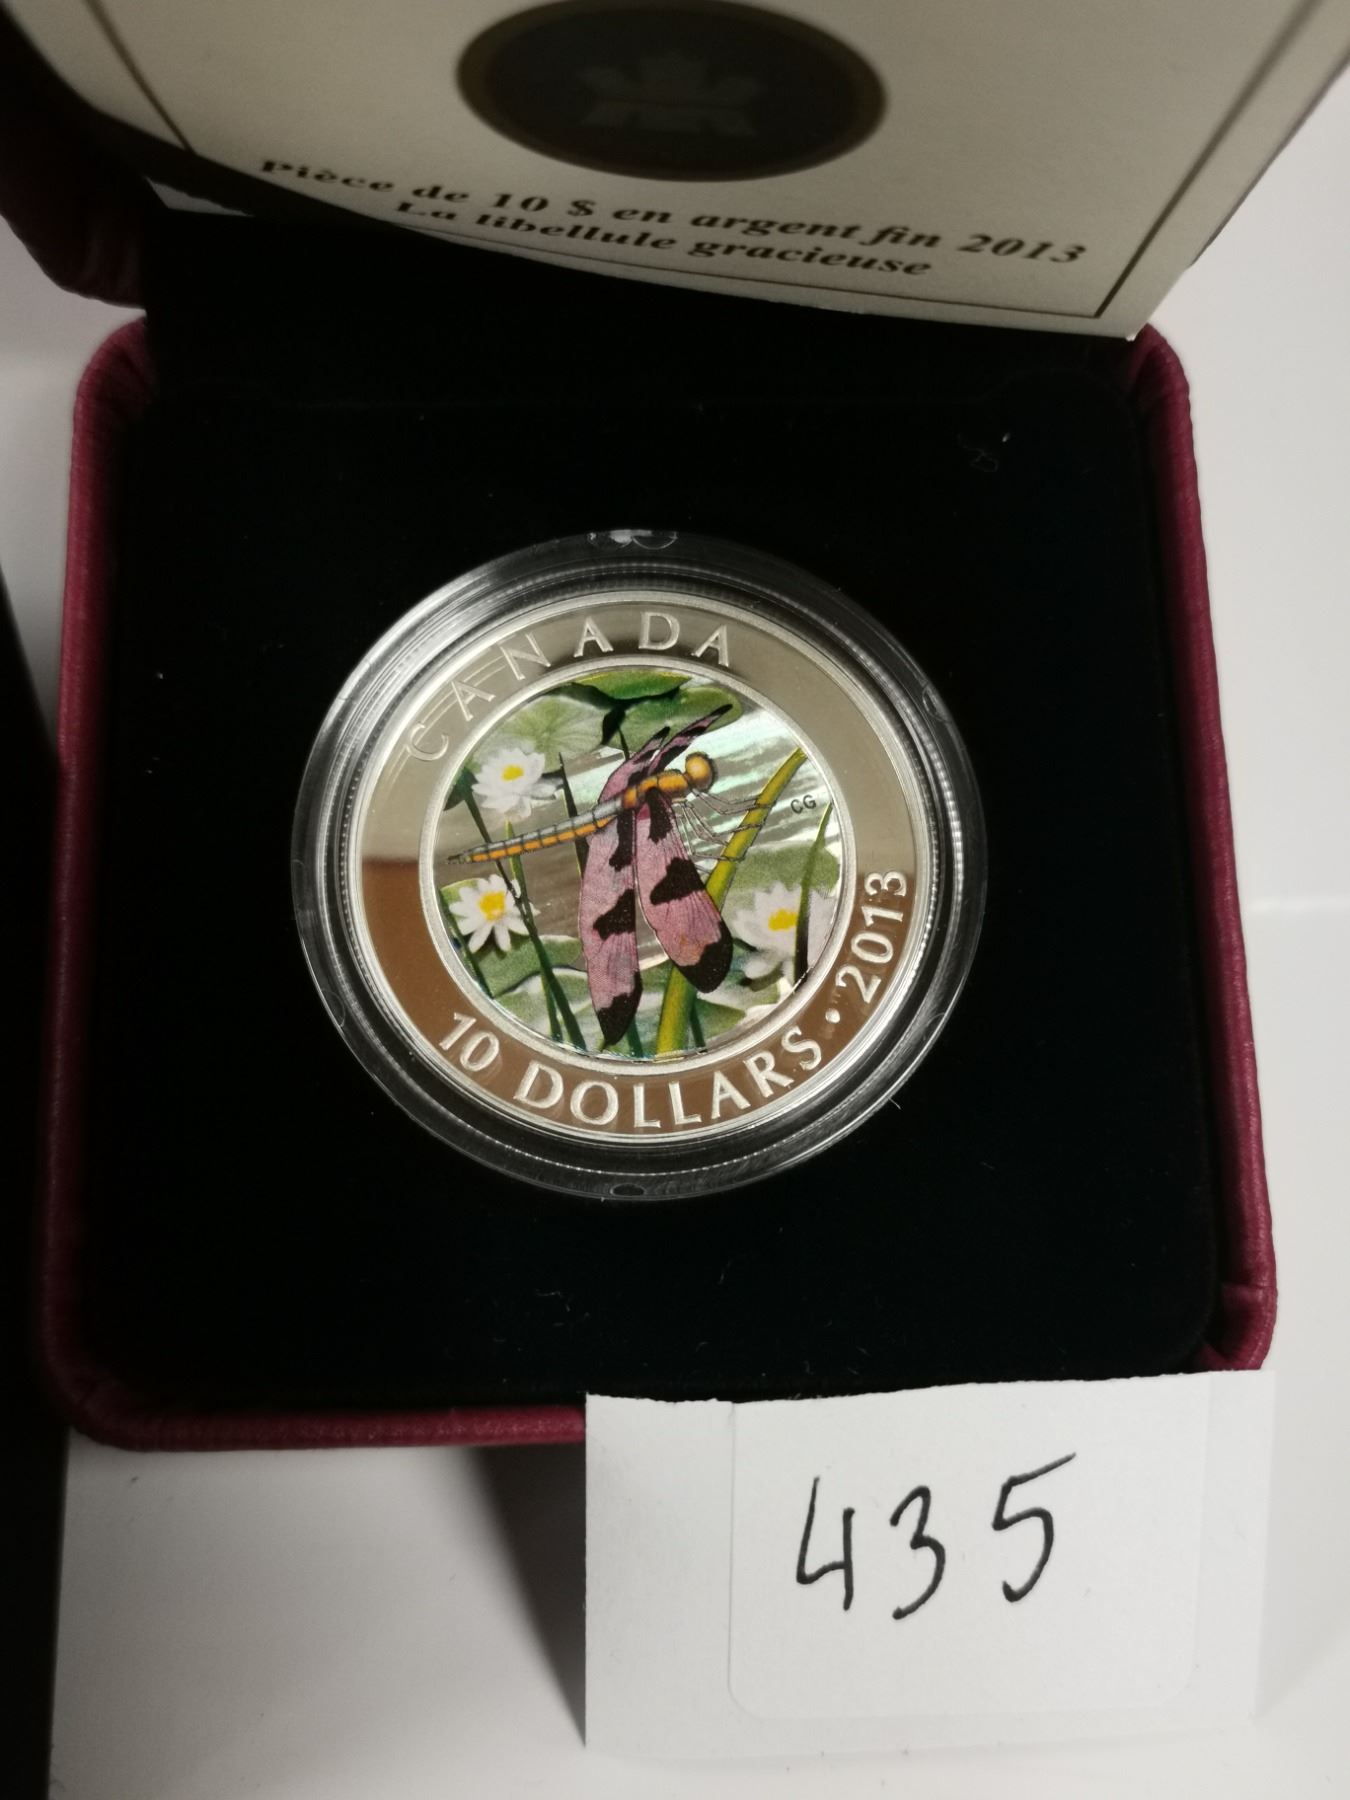 Pièce de 10 $ en argent fin 2013
La libellule gracieuse
CANADA
CG
10 DOLLARS • 2013
435